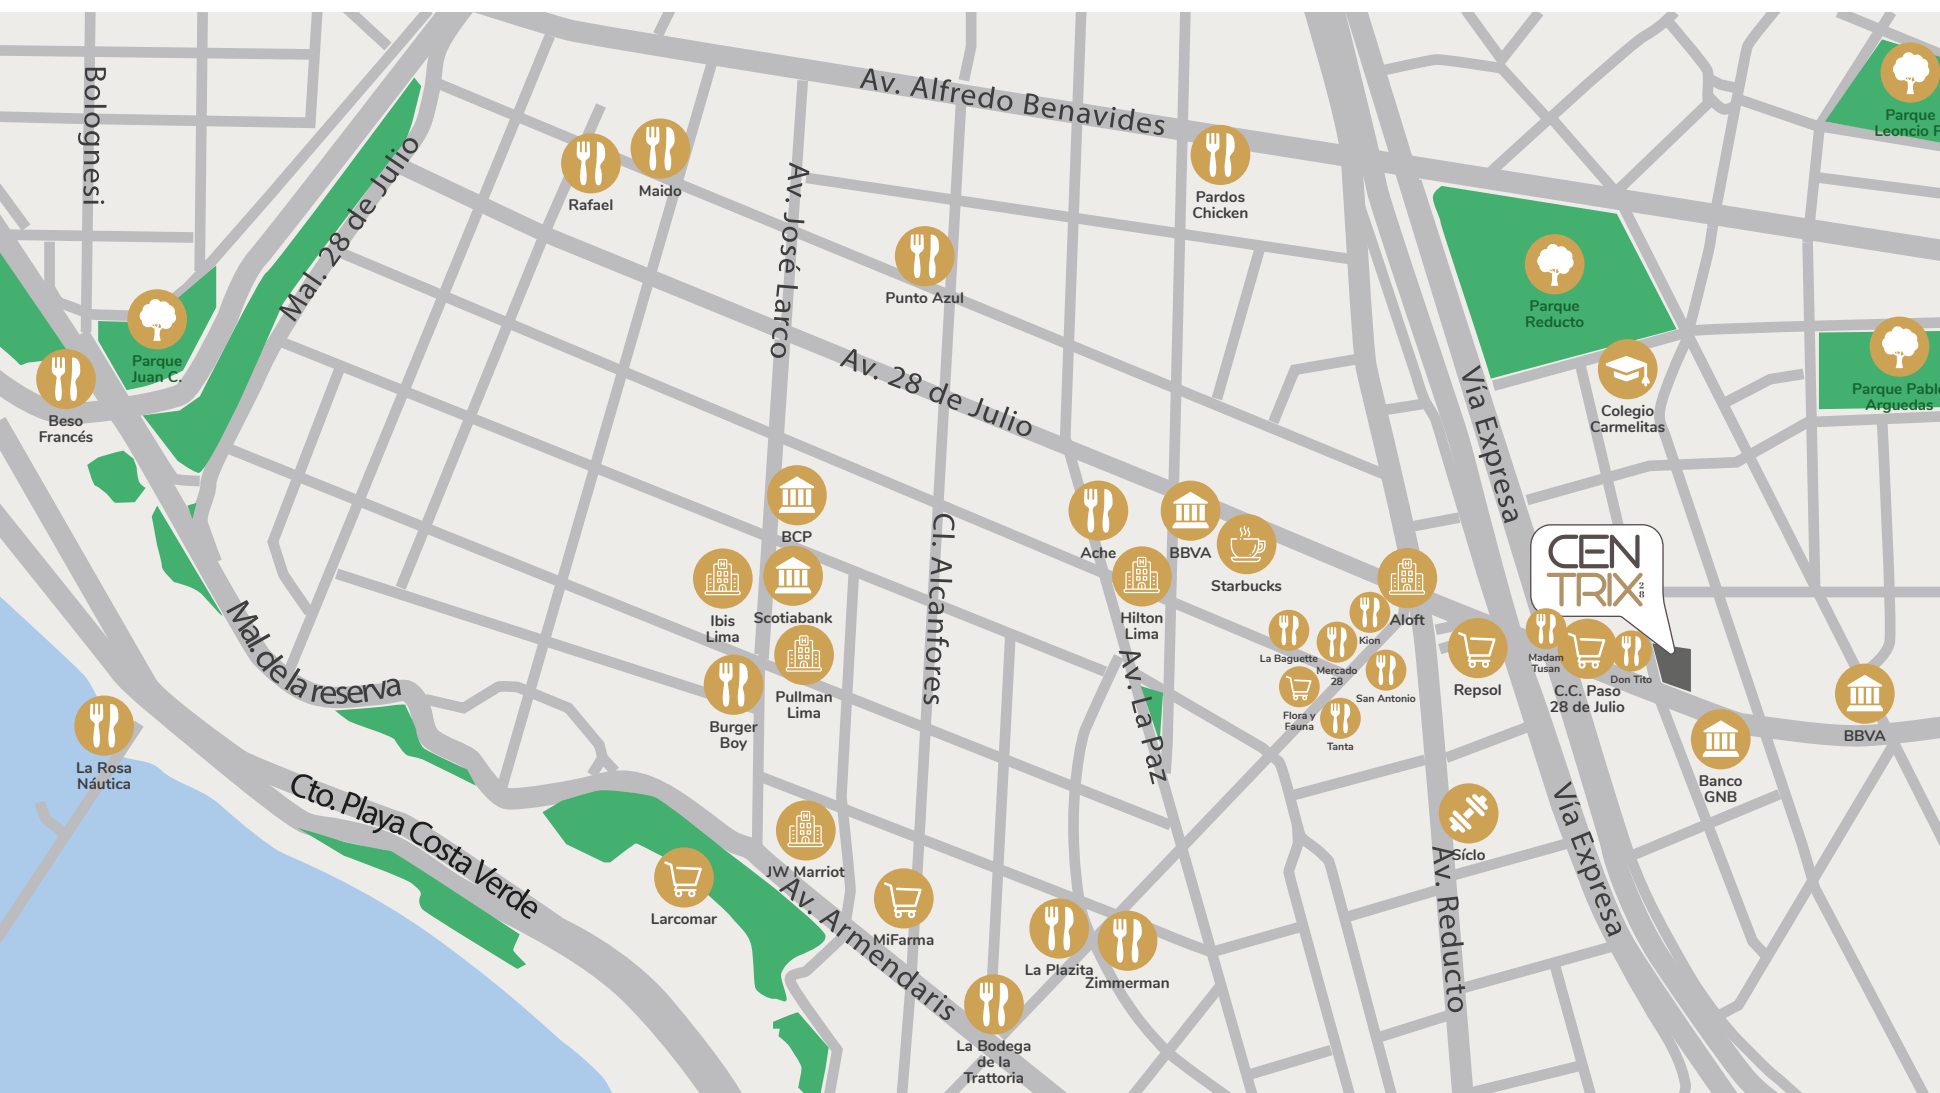 Bolognesi
Mal. 28 de Julio
Av. Alfredo Benavides
Parque
Leoncio P
Rafael
Maido
Av. José Larco
Pardos
Chicken
Punto Azul
Parque
Reducto
Parque
Juan C.
Beso
Francés
Av. 28 de Julio
Vía Expresa
Colegio
Carmelitas
Parque Pabl
Arguedas
BCP
Cl. Alcanfores
Ache
BBVA
Starbucks
CEN
TRIX
28
Ibis
Lima
Scotiabank
Hilton
Lima
Aloft
Kion
La Baguette
Mercado
28
San Antonio
Flora y
Fauna
Tanta
Repsol
Madam
Tusan
C.C. Paso
28 de Julio
Don Tito
Mal. de la reserva
Pullman
Lima
Burger
Boy
Av. La Paz
BBVA
Banco
GNB
La Rosa
Náutica
Cto. Playa Costa Verde
Vía Expresa
Síclo
Av. Reducto
JW Marriot
Larcomar
Av. Armendaris
MiFarma
La Plazita
Zimmerman
La Bodega
de la
Trattoria